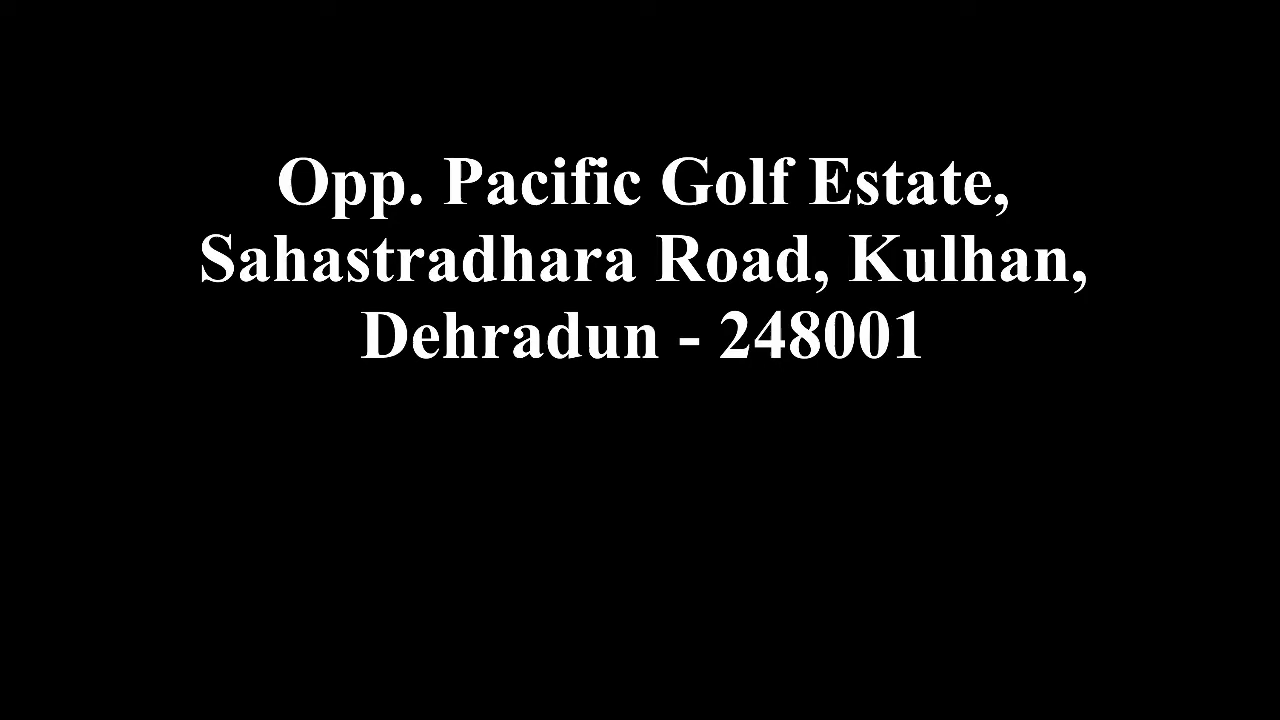 Opp. Pacific Golf Estate,
Sahastradhara Road, Kulhan,
Dehradun - 248001